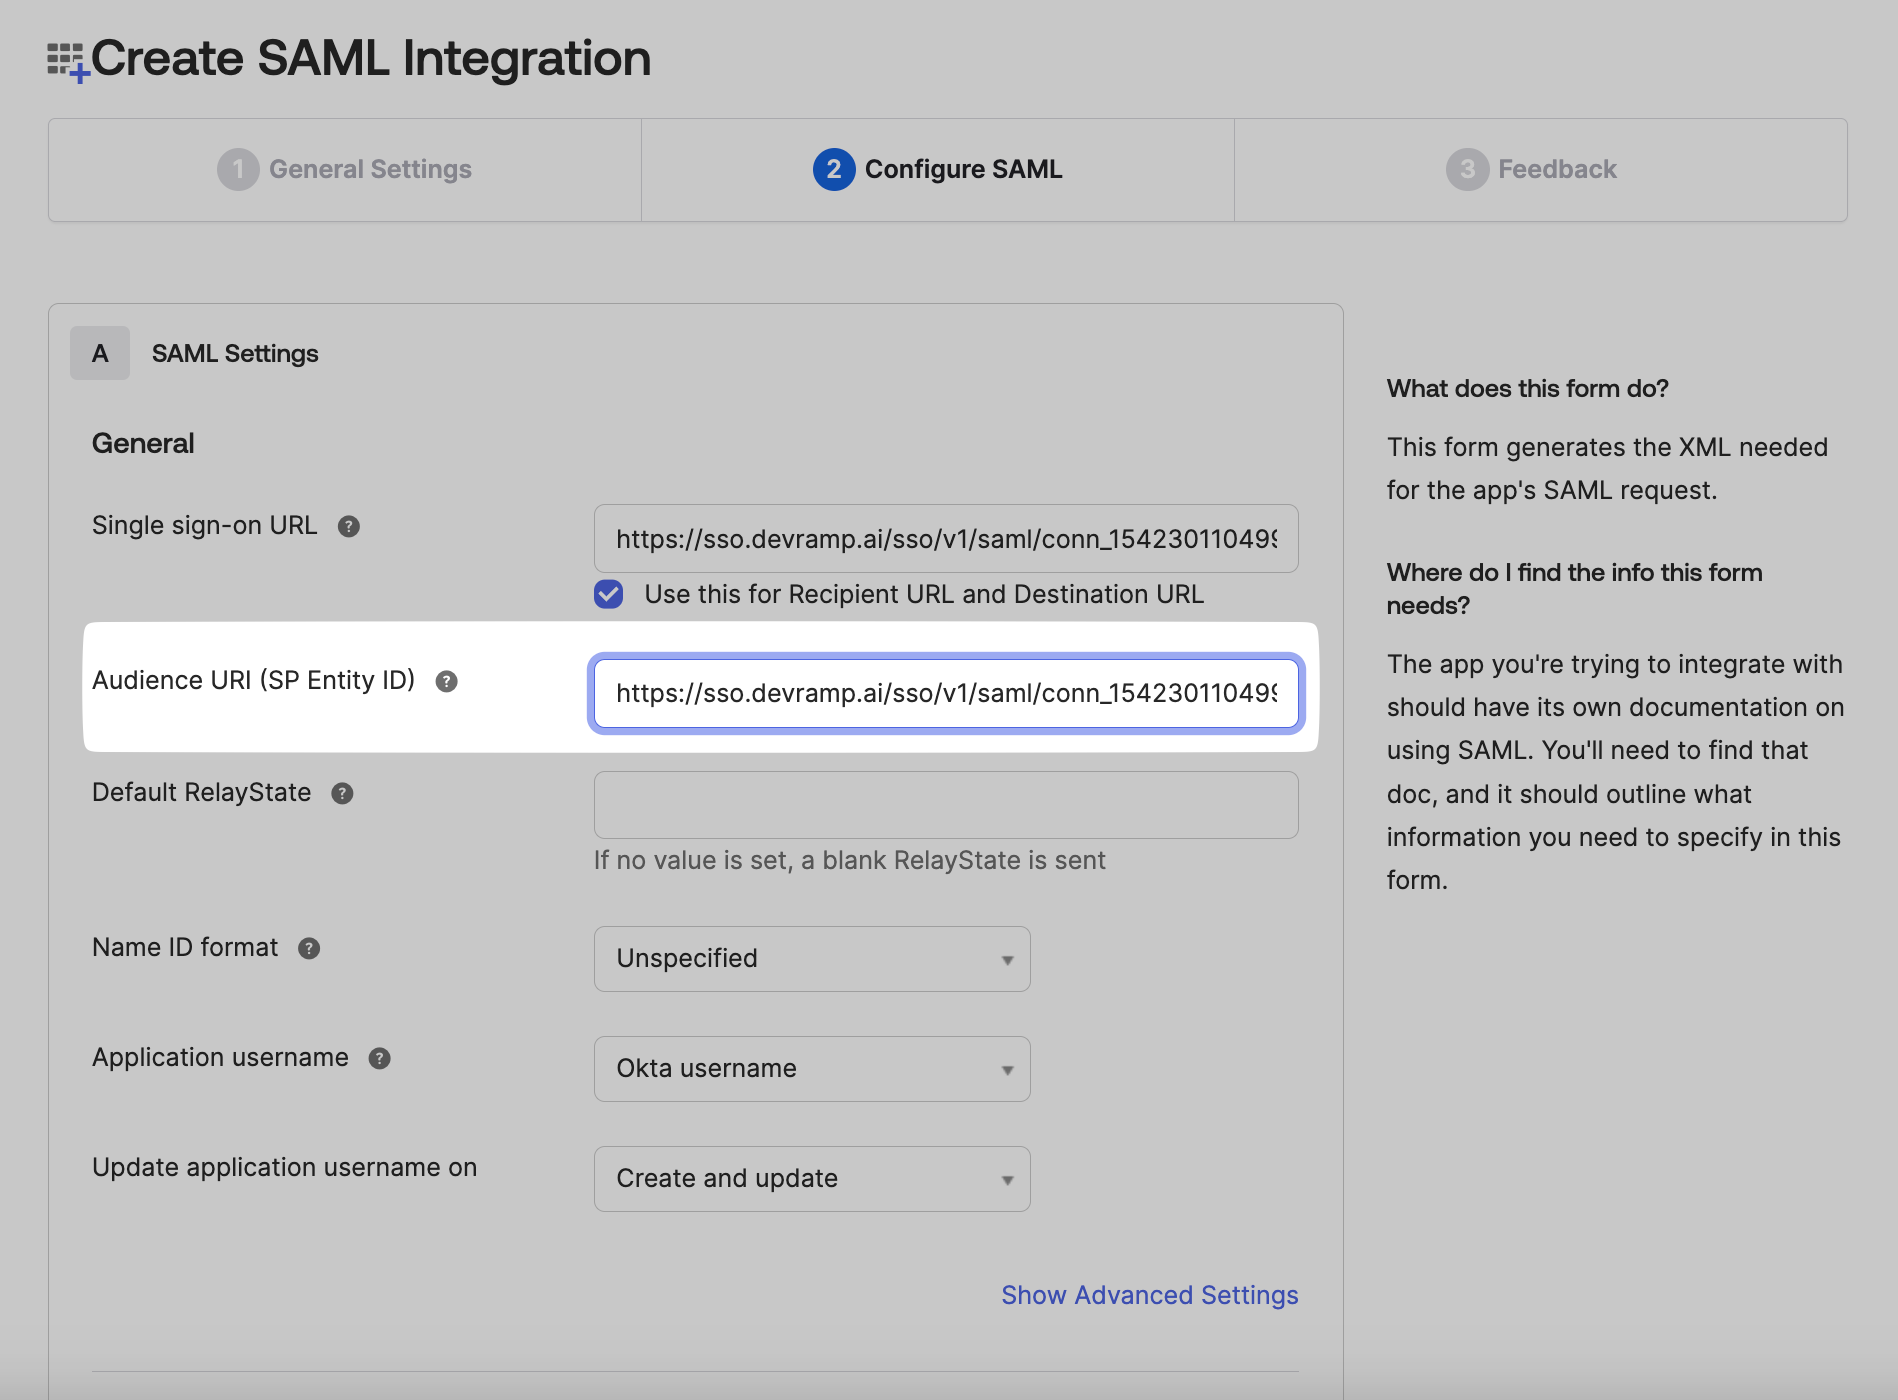 Create SAML Integration
1 General Settings
2 Configure SAML
3 Feedback
A SAML Settings
General
Single sign-on URL ?
https://sso.devramp.ai/sso/v1/saml/conn_154230110499
Use this for Recipient URL and Destination URL
Audience URI (SP Entity ID) ?
https://sso.devramp.ai/sso/v1/saml/conn_154230110499
Default RelayState ?
If no value is set, a blank RelayState is sent
Name ID format ?
Unspecified
Application username ?
Okta username
Update application username on
Create and update
Show Advanced Settings
What does this form do?
This form generates the XML needed
for the app's SAML request.
Where do I find the info this form
needs?
The app you're trying to integrate with
should have its own documentation on
using SAML. You'll need to find that
doc, and it should outline what
information you need to specify in this
form.